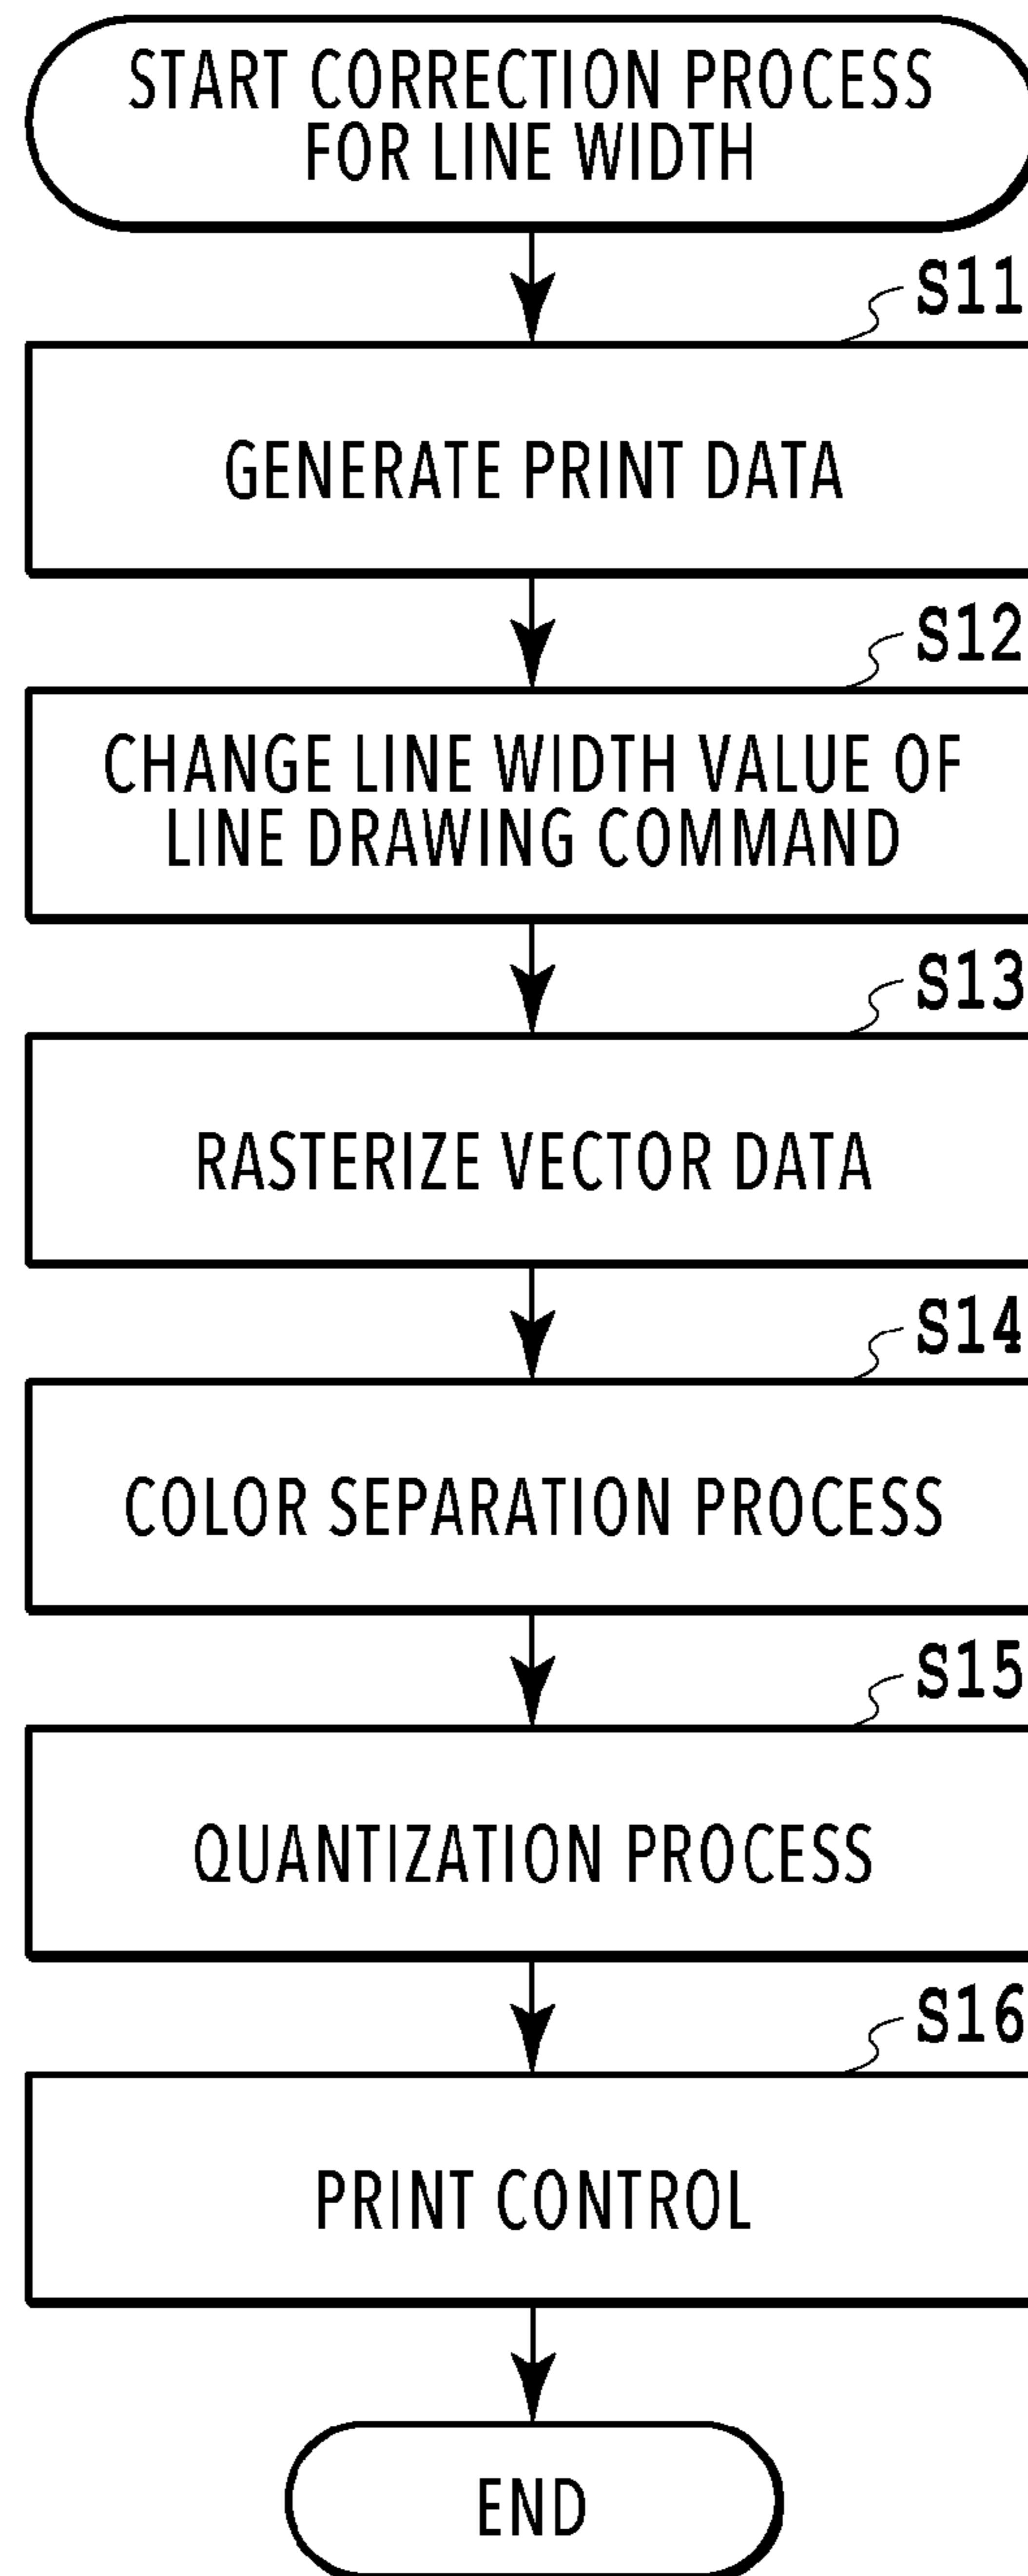 START CORRECTION PROCESS
FOR LINE WIDTH
S11
GENERATE PRINT DATA
S12
CHANGE LINE WIDTH VALUE OF
LINE DRAWING COMMAND
S13
RASTERIZE VECTOR DATA
S14
COLOR SEPARATION PROCESS
S15
QUANTIZATION PROCESS
S16
PRINT CONTROL
END